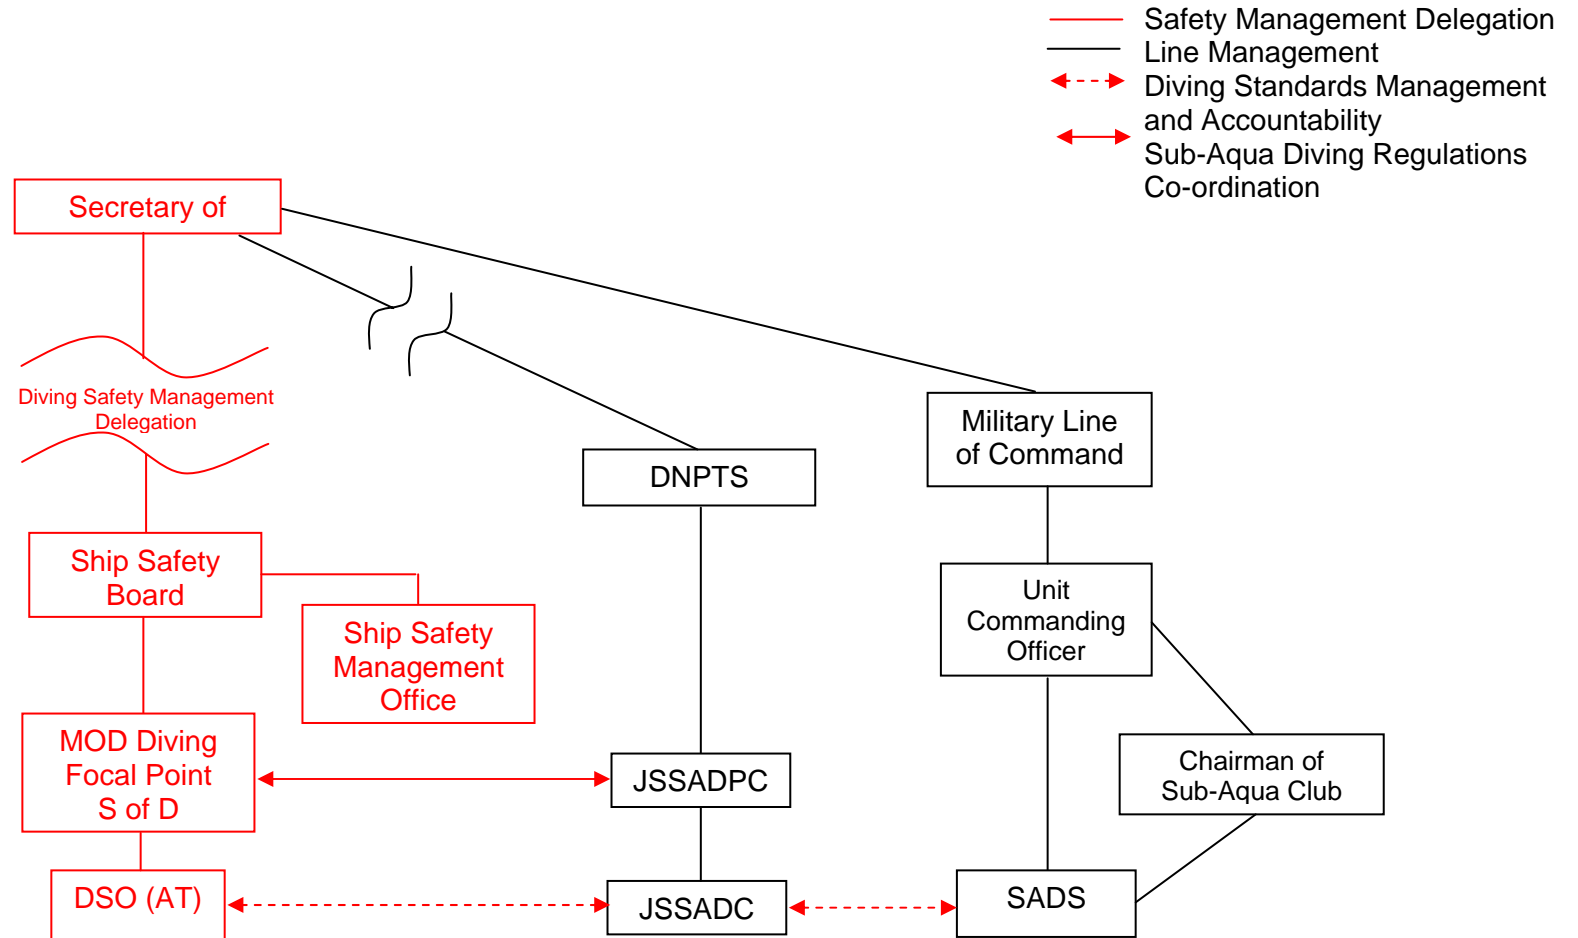 Safety Management Delegation
Line Management
Diving Standards Management
and Accountability
Sub-Aqua Diving Regulations
Co-ordination
Secretary of
Diving Safety Management
Delegation
Military Line
of Command
DNPTS
Ship Safety
Board
Unit
Commanding
Officer
Ship Safety
Management
Office
MOD Diving
Focal Point
S of D
JSSADPC
Chairman of
Sub-Aqua Club
DSO (AT)
JSSADC
SADS